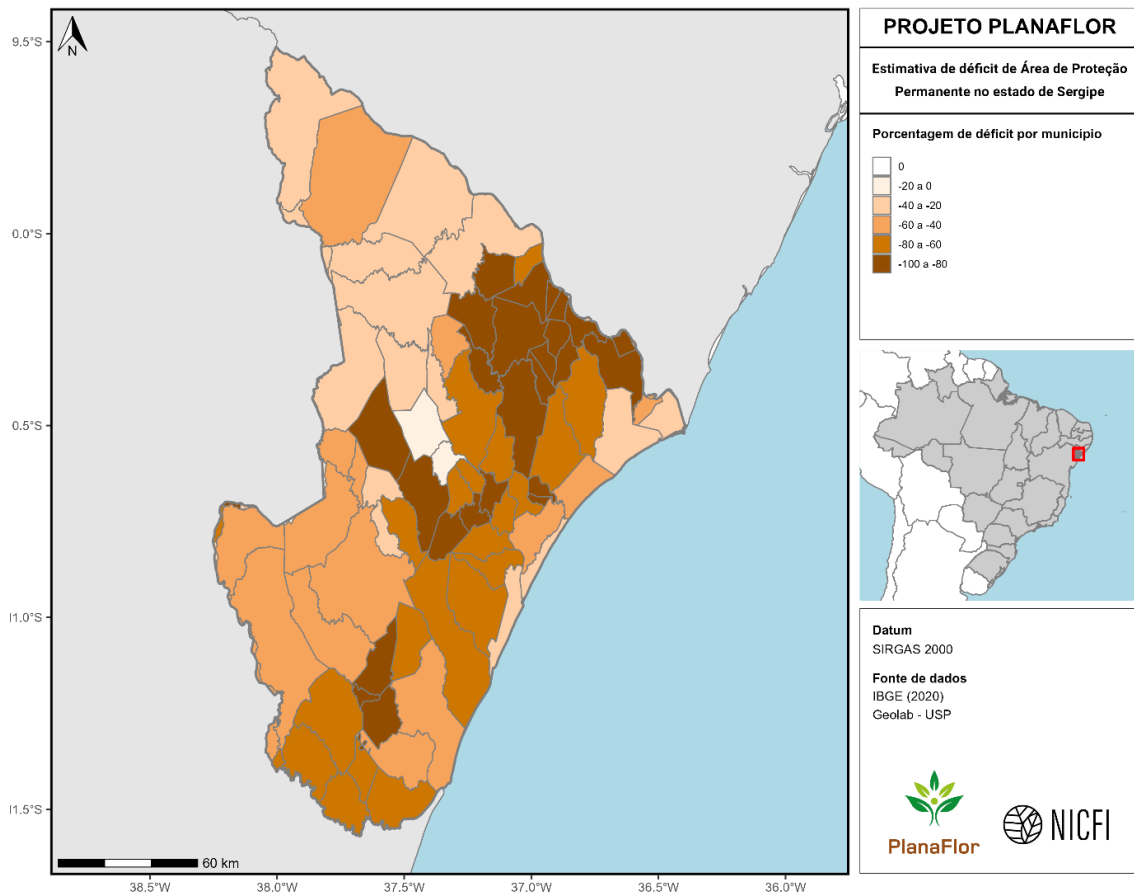 PROJETO PLANAFLOR
Estimativa de déficit de Área de Proteção
Permanente no estado de Sergipe
Porcentagem de déficit por município
0
-20 a 0
-40 a -20
-60 a -40
-80 a -60
-100 a -80
N
9.5°S
0.0°S
0.5°S
1.0°S
1.5°S
60 km
38.5°W
38.0°W
37.5°W
37.0°W
36.5°W
36.0°W
Datum
SIRGAS 2000
Fonte de dados
IBGE (2020)
Geolab - USP
PlanaFlor
NICFI